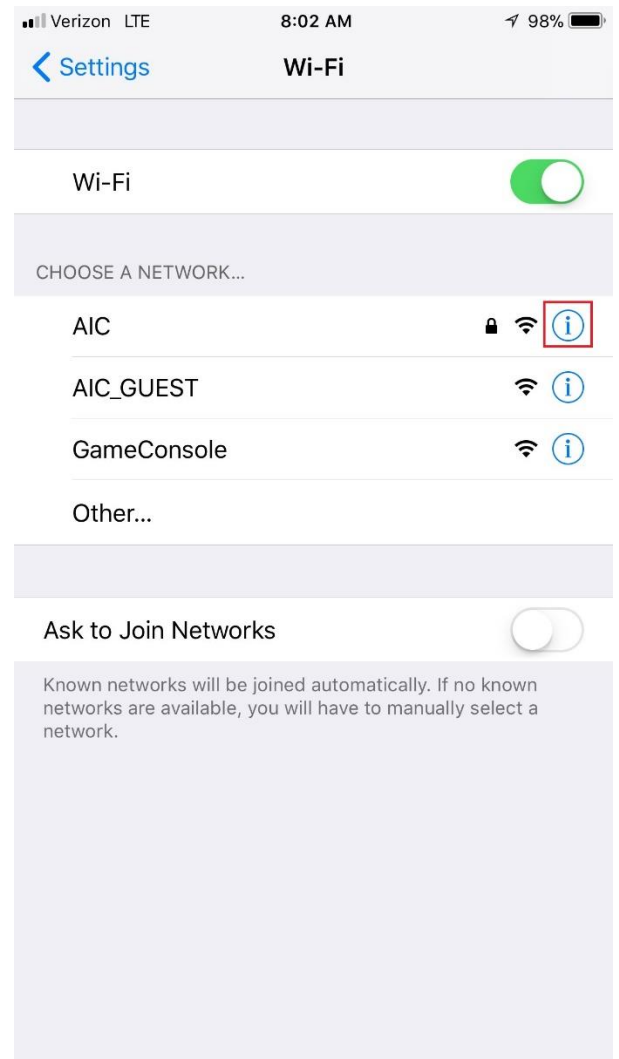 Verizon LTE 8:02 AM 98%
Settings Wi-Fi
Wi-Fi
CHOOSE A NETWORK...
AIC
AIC_GUEST
GameConsole
Other...
Ask to Join Networks
Known networks will be joined automatically. If no known
networks are available, you will have to manually select a
network.